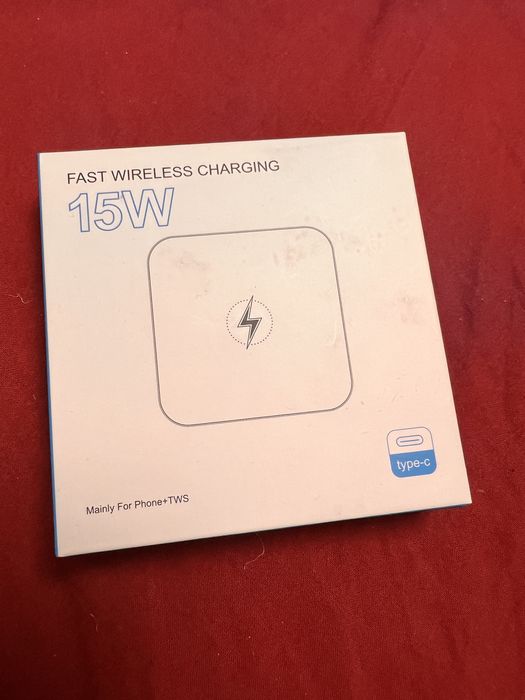 FAST WIRELESS CHARGING
15W
type-c
Mainly For Phone+TWS